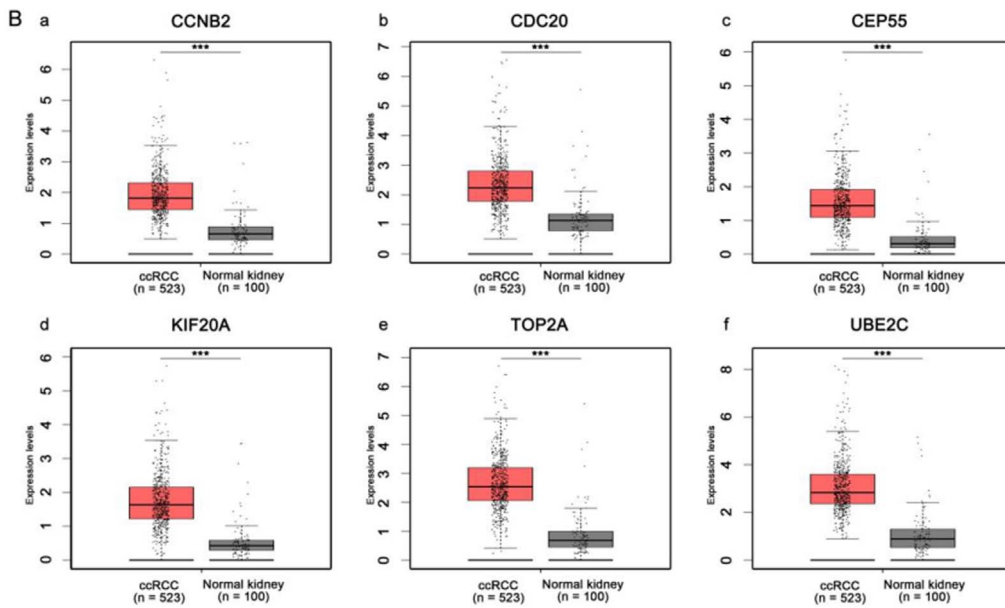 B
a
CCNB2
b
CDC20
c
CEP55
***
***
***
Expression levels
6
5
4
3
2
1
0
Expression levels
7
6
5
4
3
2
1
0
Expression levels
6
5
4
3
2
1
0
ccRCC
(n = 523)
Normal kidney
(n = 100)
ccRCC
(n = 523)
Normal kidney
(n = 100)
ccRCC
(n = 523)
Normal kidney
(n = 100)
d
KIF20A
e
TOP2A
f
UBE2C
***
***
***
Expression levels
6
5
4
3
2
1
0
Expression levels
7
6
5
4
3
2
1
0
Expression levels
8
6
4
2
0
ccRCC
(n = 523)
Normal kidney
(n = 100)
ccRCC
(n = 523)
Normal kidney
(n = 100)
ccRCC
(n = 523)
Normal kidney
(n = 100)